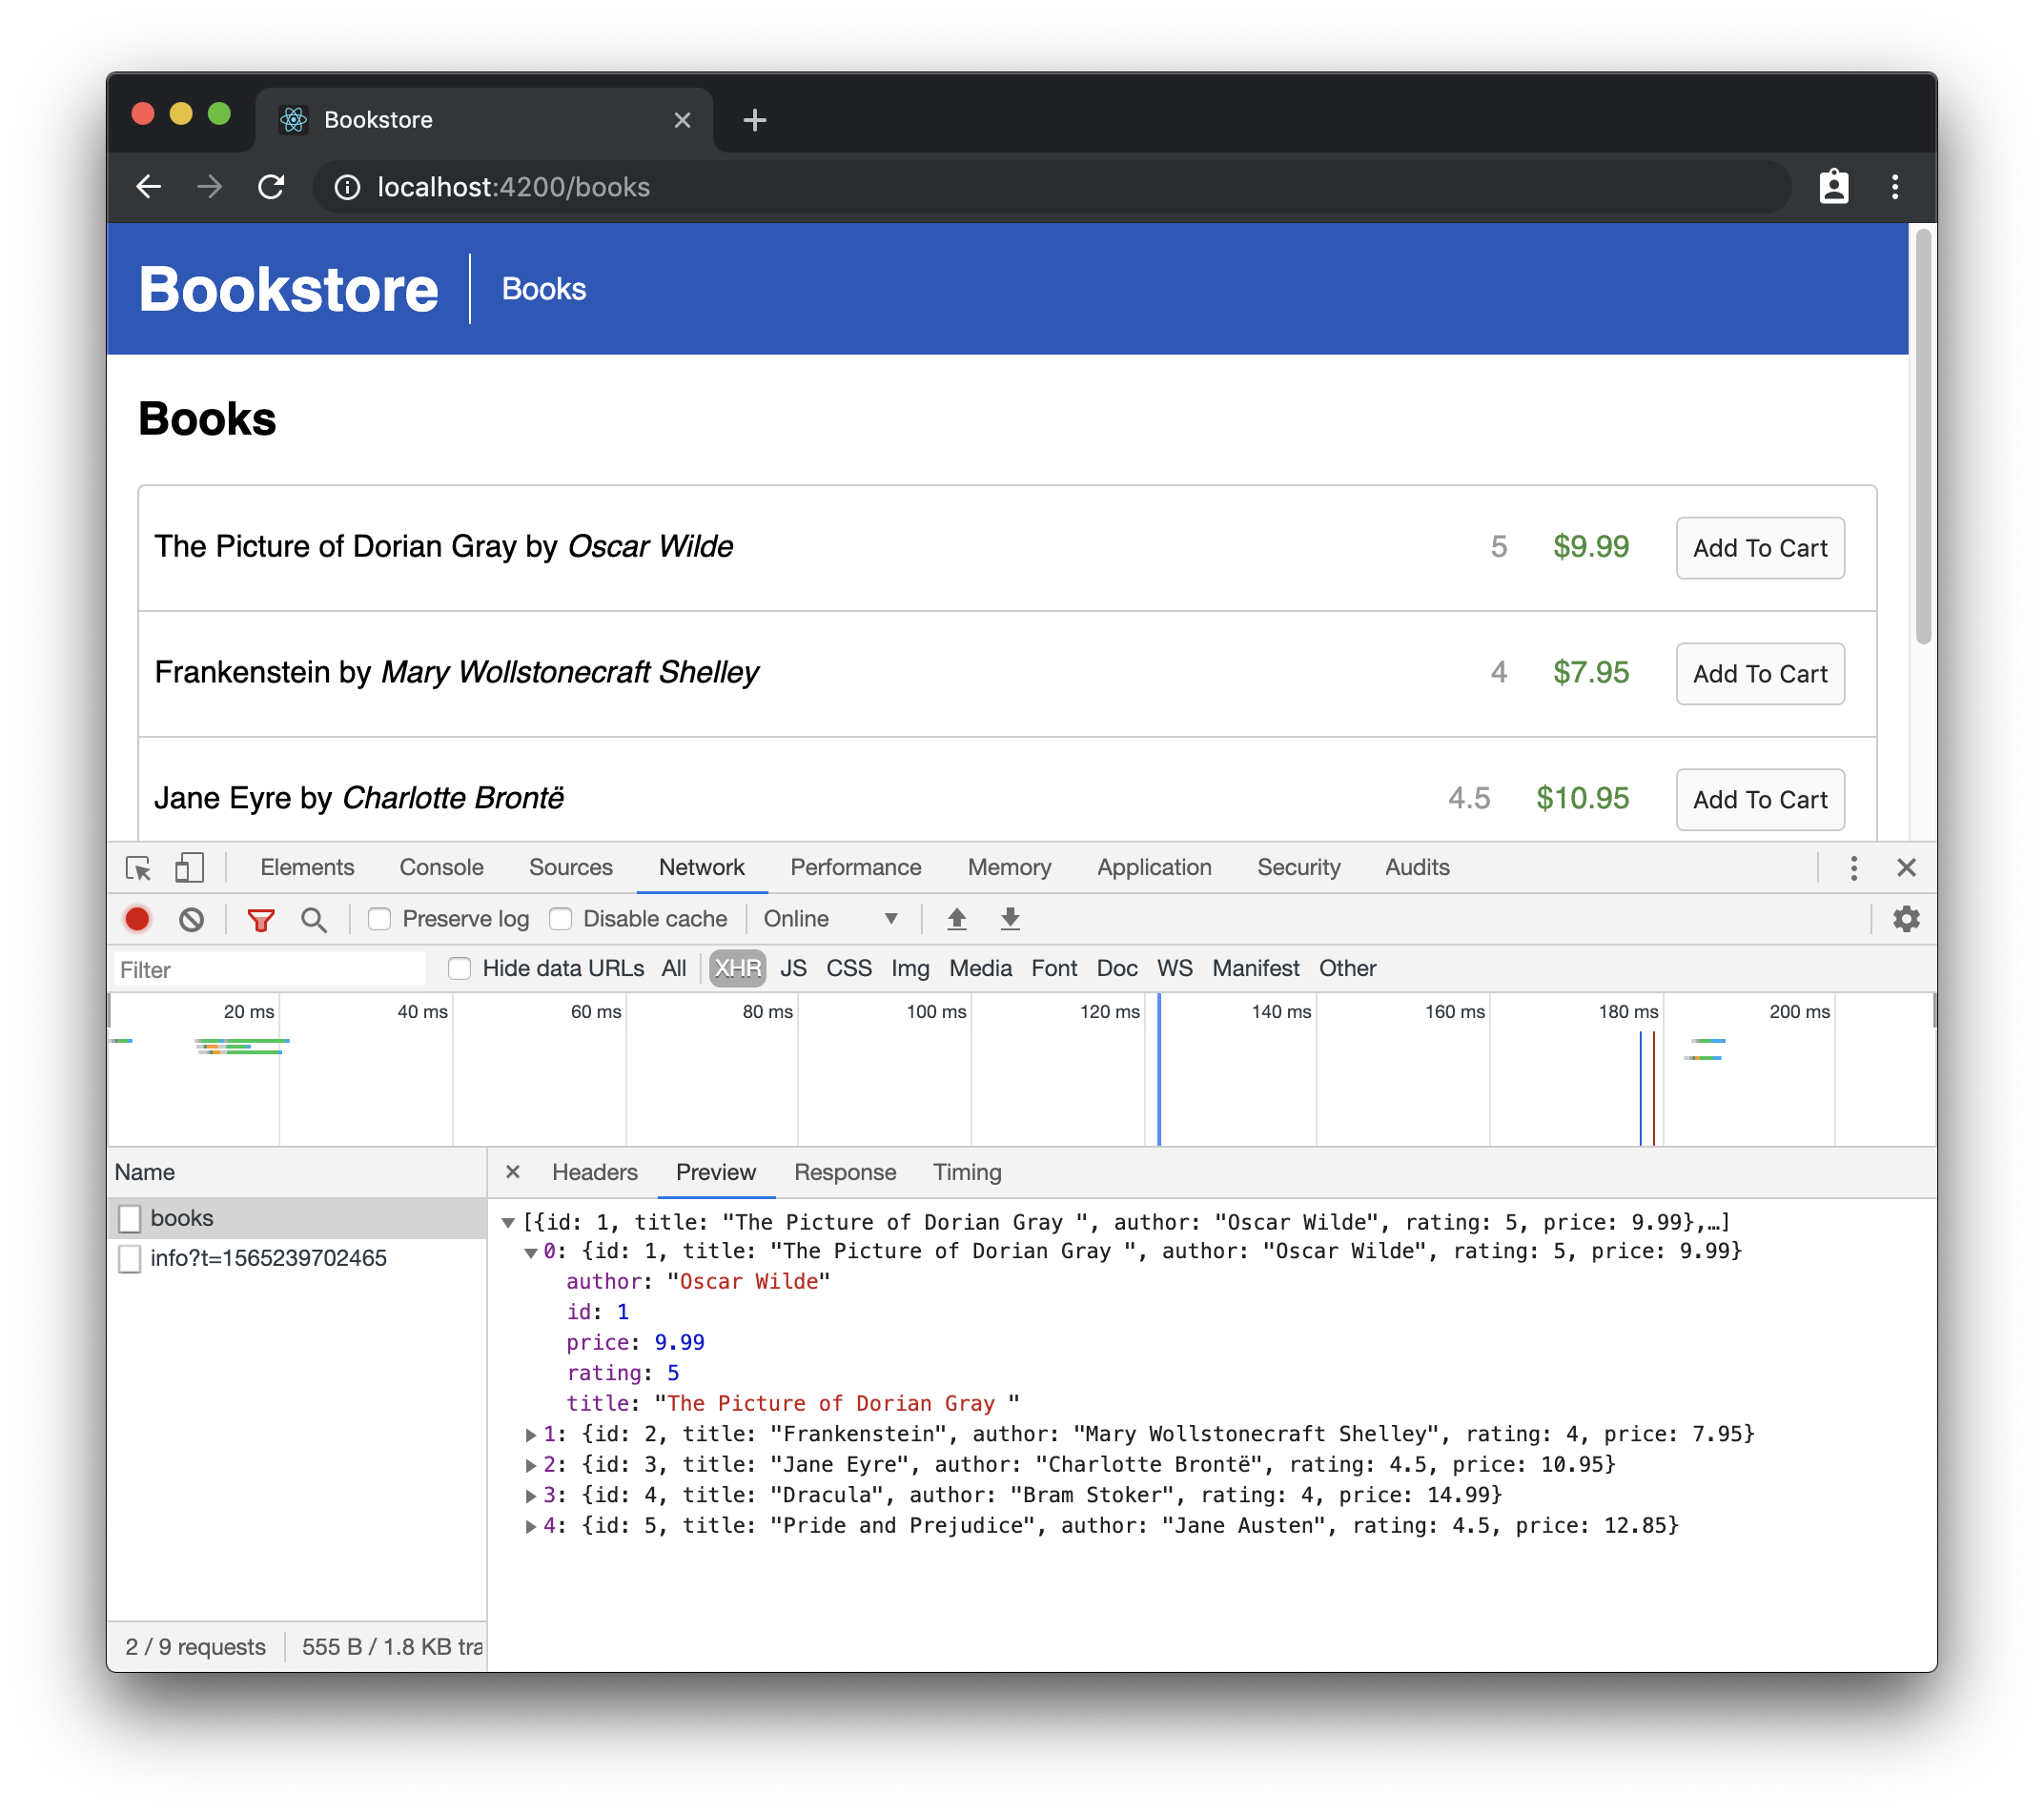 Bookstore
localhost:4200/books
Bookstore Books
Books
The Picture of Dorian Gray by Oscar Wilde 5 $9.99 Add To Cart
Frankenstein by Mary Wollstonecraft Shelley 4 $7.95 Add To Cart
Jane Eyre by Charlotte Brontë 4.5 $10.95 Add To Cart
Elements Console Sources Network Performance Memory Application Security Audits
Preserve log Disable cache Online
Filter Hide data URLs All XHR JS CSS Img Media Font Doc WS Manifest Other
20 ms 40 ms 60 ms 80 ms 100 ms 120 ms 140 ms 160 ms 180 ms 200 ms
Name
books
info?t=1565239702465
2 / 9 requests 555 B / 1.8 KB tra
Headers Preview Response Timing
[{id: 1, title: "The Picture of Dorian Gray ", author: "Oscar Wilde", rating: 5, price: 9.99},…]
0: {id: 1, title: "The Picture of Dorian Gray ", author: "Oscar Wilde", rating: 5, price: 9.99}
author: "Oscar Wilde"
id: 1
price: 9.99
rating: 5
title: "The Picture of Dorian Gray "
1: {id: 2, title: "Frankenstein", author: "Mary Wollstonecraft Shelley", rating: 4, price: 7.95}
2: {id: 3, title: "Jane Eyre", author: "Charlotte Brontë", rating: 4.5, price: 10.95}
3: {id: 4, title: "Dracula", author: "Bram Stoker", rating: 4, price: 14.99}
4: {id: 5, title: "Pride and Prejudice", author: "Jane Austen", rating: 4.5, price: 12.85}